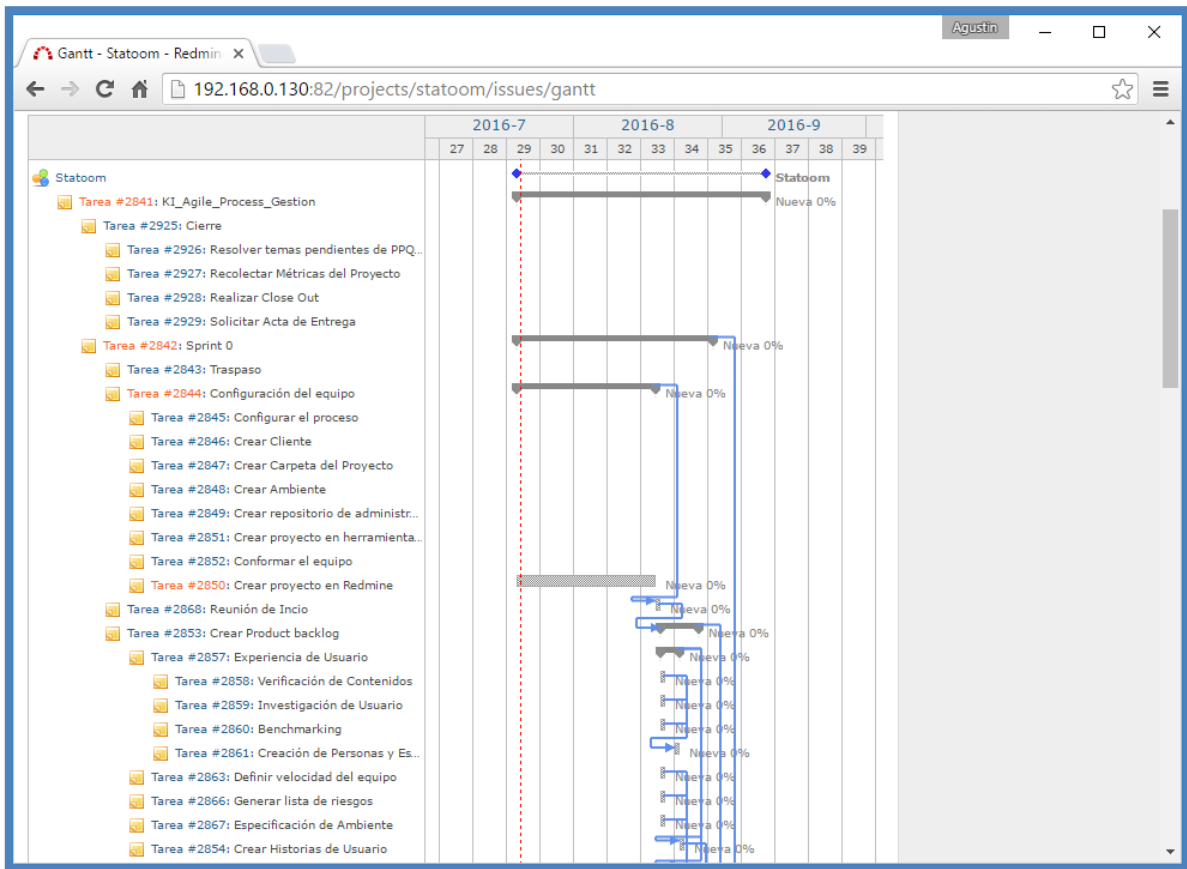 Agustin
Gantt - Statoom - Redmin
192.168.0.130:82/projects/statoom/issues/gantt
2016-7 2016-8 2016-9
27 28 29 30 31 32 33 34 35 36 37 38 39
Statoom Statoom
Tarea #2841: KI_Agile_Process_Gestion Nueva 0%
Tarea #2925: Cierre
Tarea #2926: Resolver temas pendientes de PPQ...
Tarea #2927: Recolectar Métricas del Proyecto
Tarea #2928: Realizar Close Out
Tarea #2929: Solicitar Acta de Entrega
Tarea #2842: Sprint 0 Nueva 0%
Tarea #2843: Traspaso
Tarea #2844: Configuración del equipo Nueva 0%
Tarea #2845: Configurar el proceso
Tarea #2846: Crear Cliente
Tarea #2847: Crear Carpeta del Proyecto
Tarea #2848: Crear Ambiente
Tarea #2849: Crear repositorio de administr...
Tarea #2851: Crear proyecto en herramienta...
Tarea #2852: Conformar el equipo
Tarea #2850: Crear proyecto en Redmine Nueva 0%
Tarea #2868: Reunión de Incio Nueva 0%
Tarea #2853: Crear Product backlog Nueva 0%
Tarea #2857: Experiencia de Usuario Nueva 0%
Tarea #2858: Verificación de Contenidos Nueva 0%
Tarea #2859: Investigación de Usuario Nueva 0%
Tarea #2860: Benchmarking Nueva 0%
Tarea #2861: Creación de Personas y Es... Nueva 0%
Tarea #2863: Definir velocidad del equipo Nueva 0%
Tarea #2866: Generar lista de riesgos Nueva 0%
Tarea #2867: Especificación de Ambiente Nueva 0%
Tarea #2854: Crear Historias de Usuario Nueva 0%